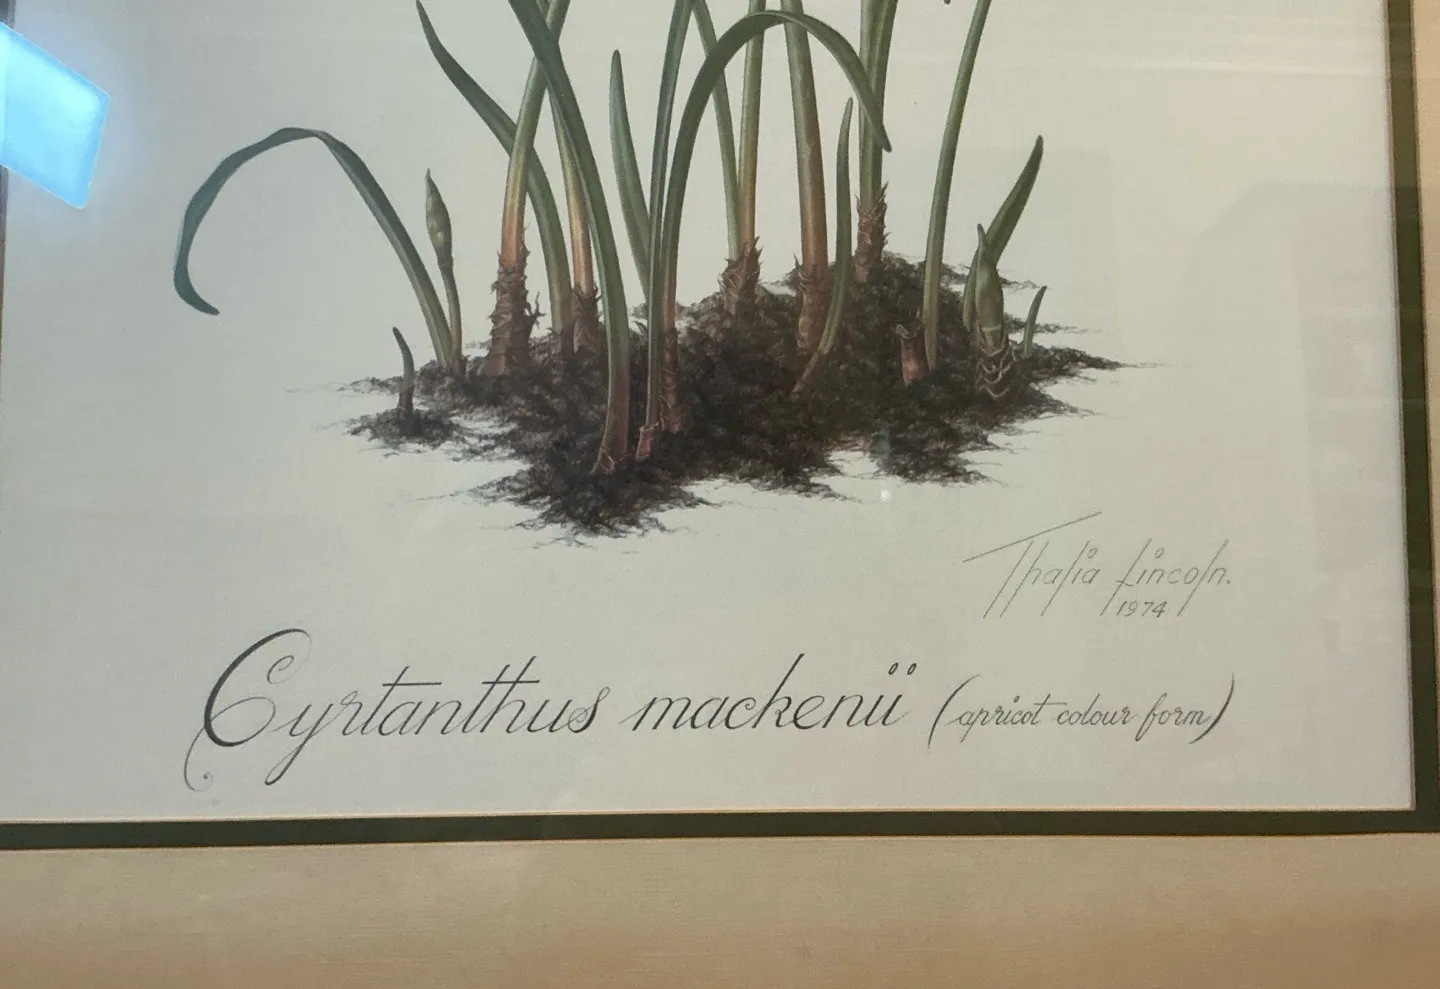 Thalia Lincoln.
1974
Cyrtanthus mackenii (apricot colour form)